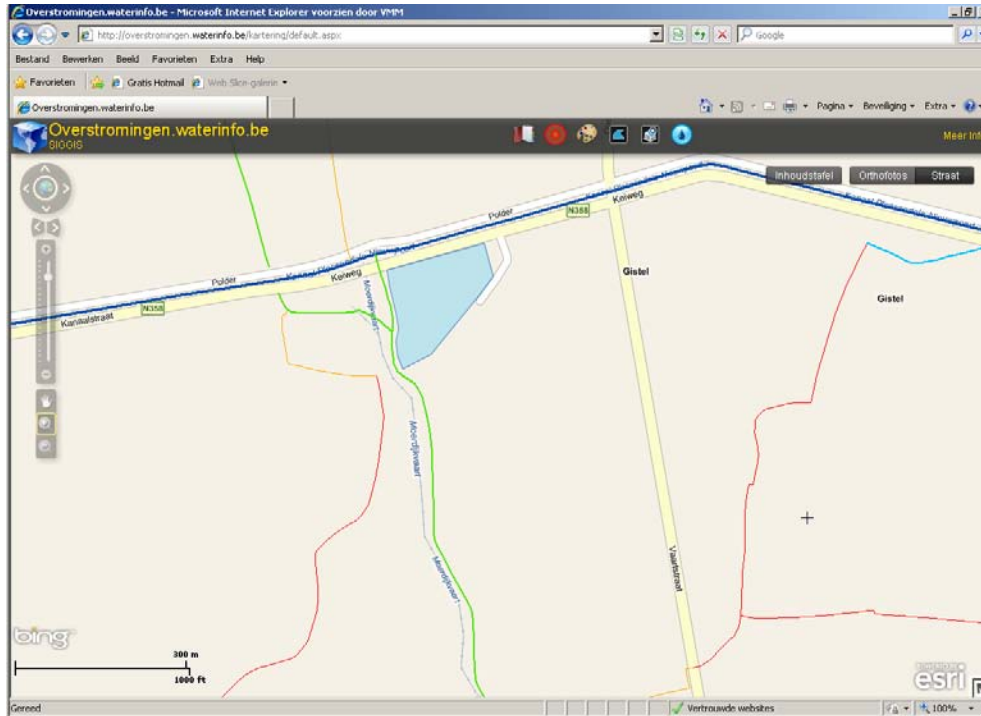 Overstromingen.waterinfo.be - Microsoft Internet Explorer voorzien door VMM
http://overstromingen.waterinfo.be/kartering/default.aspx
Google
Bestand Bewerken Beeld Favorieten Extra Help
Favorieten Gratis Hotmail Web Slice-galerie
Overstromingen.waterinfo.be
Pagina Beveiliging Extra
Overstromingen.waterinfo.be
SIGGIS
Meer Inf
Inhoudstafel Orthofotos Straat
Polder
N358
Keiweg
Polder
Keiweg
Gistel
Gistel
N358
Kanaalstraat
Moerdijkvaart
Moerdijkvaart
Moerdijkvaart
Vaartstraat
bing
300 m
1000 ft
esri
Gereed
Vertrouwde websites
100%